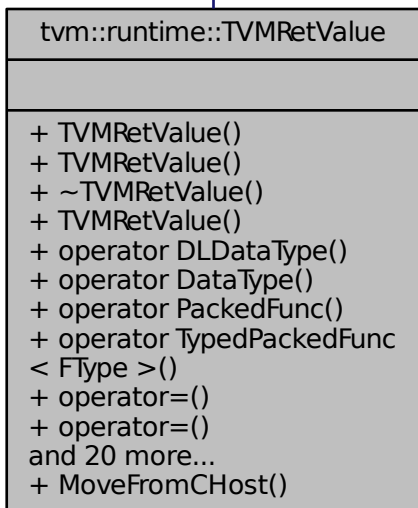 tvm::runtime::TVMRetValue
+ TVMRetValue()
+ TVMRetValue()
+ ~TVMRetValue()
+ TVMRetValue()
+ operator DLDataType()
+ operator DataType()
+ operator PackedFunc()
+ operator TypedPackedFunc
< FType >()
+ operator=()
+ operator=()
and 20 more...
+ MoveFromCHost()